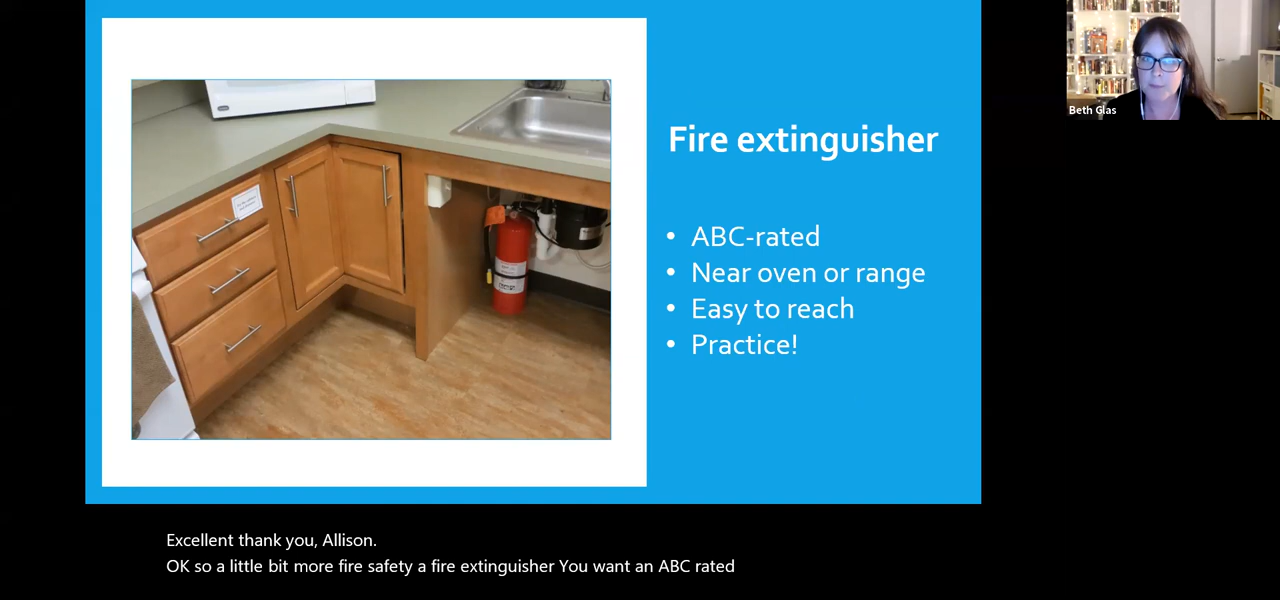 Fire extinguisher
• ABC-rated
• Near oven or range
• Easy to reach
• Practice!
Beth Glas
Excellent thank you, Allison.
OK so a little bit more fire safety a fire extinguisher You want an ABC rated